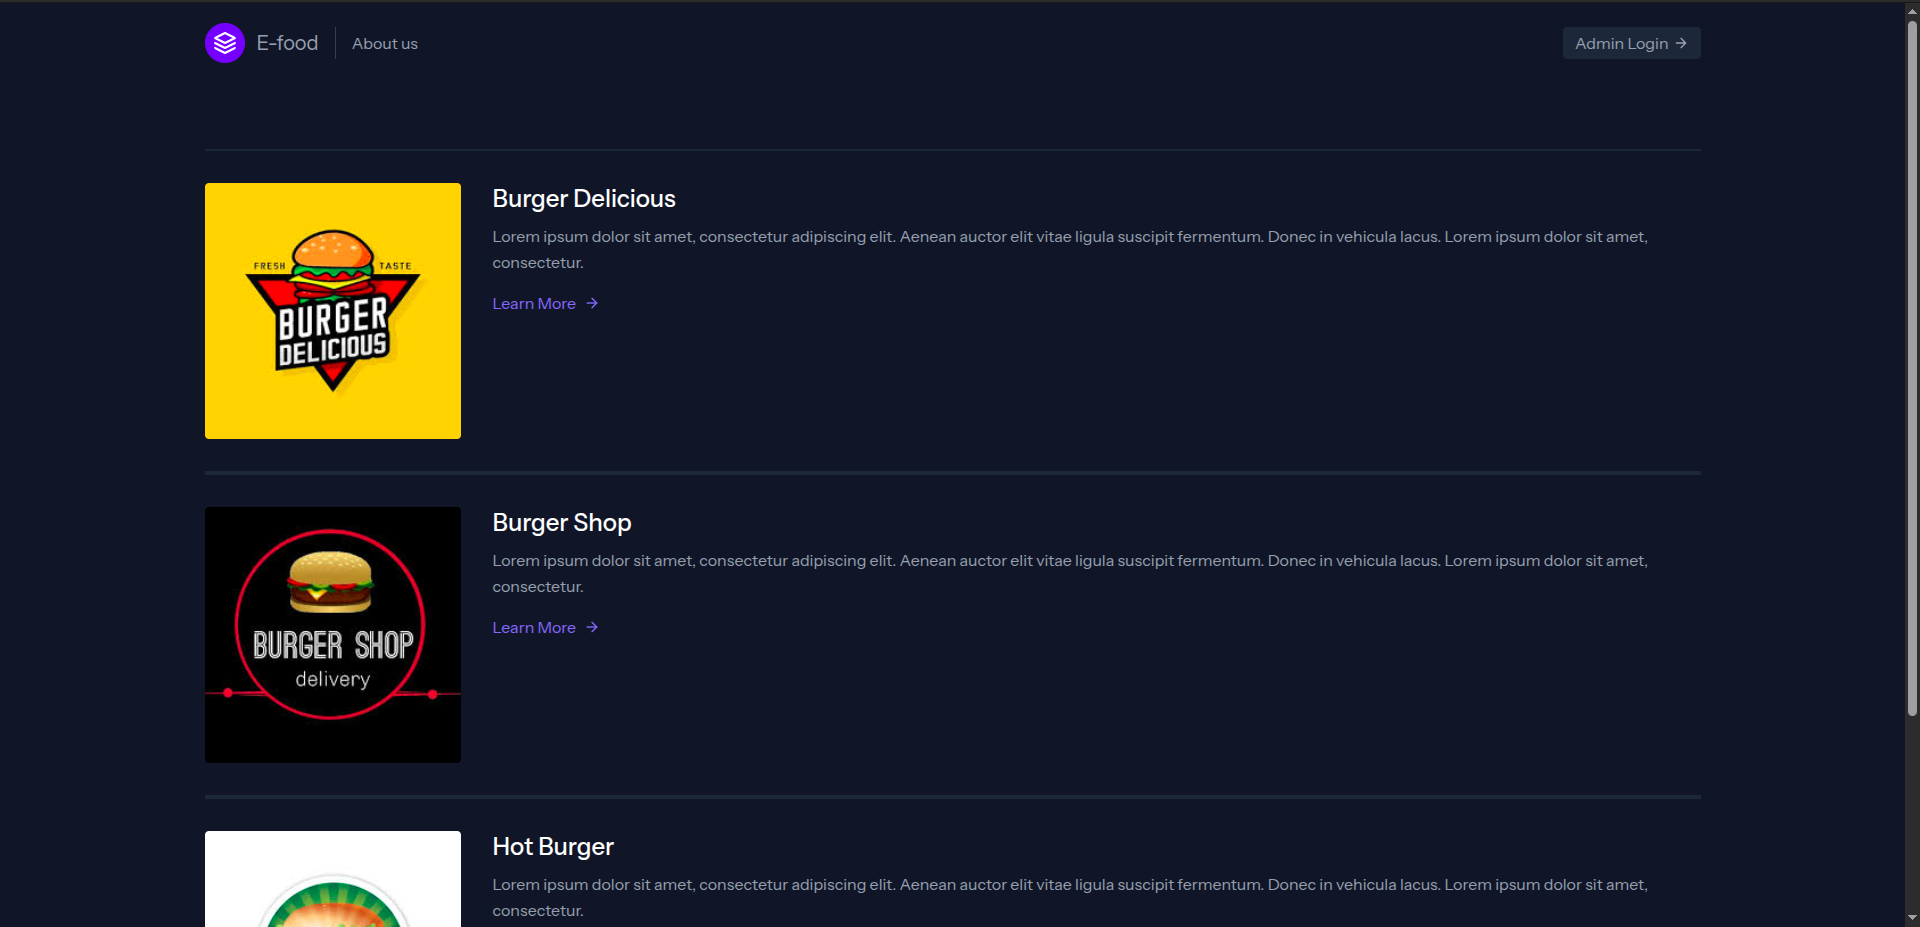 E-food
About us
Admin Login
FRESH TASTE
BURGER
DELICIOUS
Burger Delicious
Lorem ipsum dolor sit amet, consectetur adipiscing elit. Aenean auctor elit vitae ligula suscipit fermentum. Donec in vehicula lacus. Lorem ipsum dolor sit amet,
consectetur.
Learn More
BURGER SHOP
delivery
Burger Shop
Lorem ipsum dolor sit amet, consectetur adipiscing elit. Aenean auctor elit vitae ligula suscipit fermentum. Donec in vehicula lacus. Lorem ipsum dolor sit amet,
consectetur.
Learn More
Hot Burger
Lorem ipsum dolor sit amet, consectetur adipiscing elit. Aenean auctor elit vitae ligula suscipit fermentum. Donec in vehicula lacus. Lorem ipsum dolor sit amet,
consectetur.